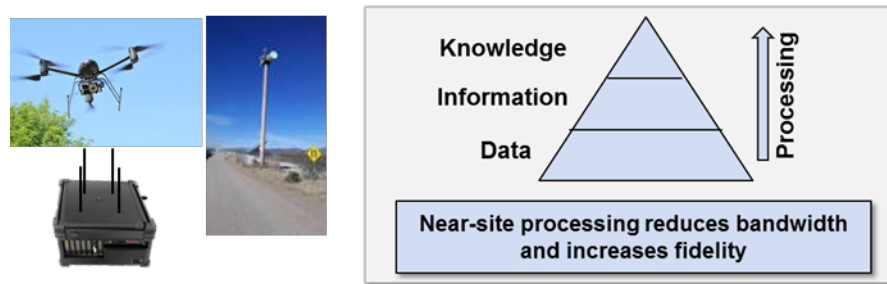 Knowledge
Information
Data
Processing
Near-site processing reduces bandwidth
and increases fidelity